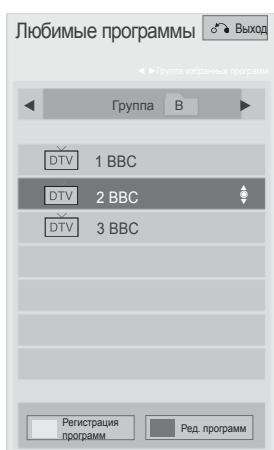 Любимые программы
Выход
◄ ►Группа избранных программ
◄ Группа B ►
DTV 1 BBC
DTV 2 BBC
DTV 3 BBC
Регистрация
программ
Ред. программ